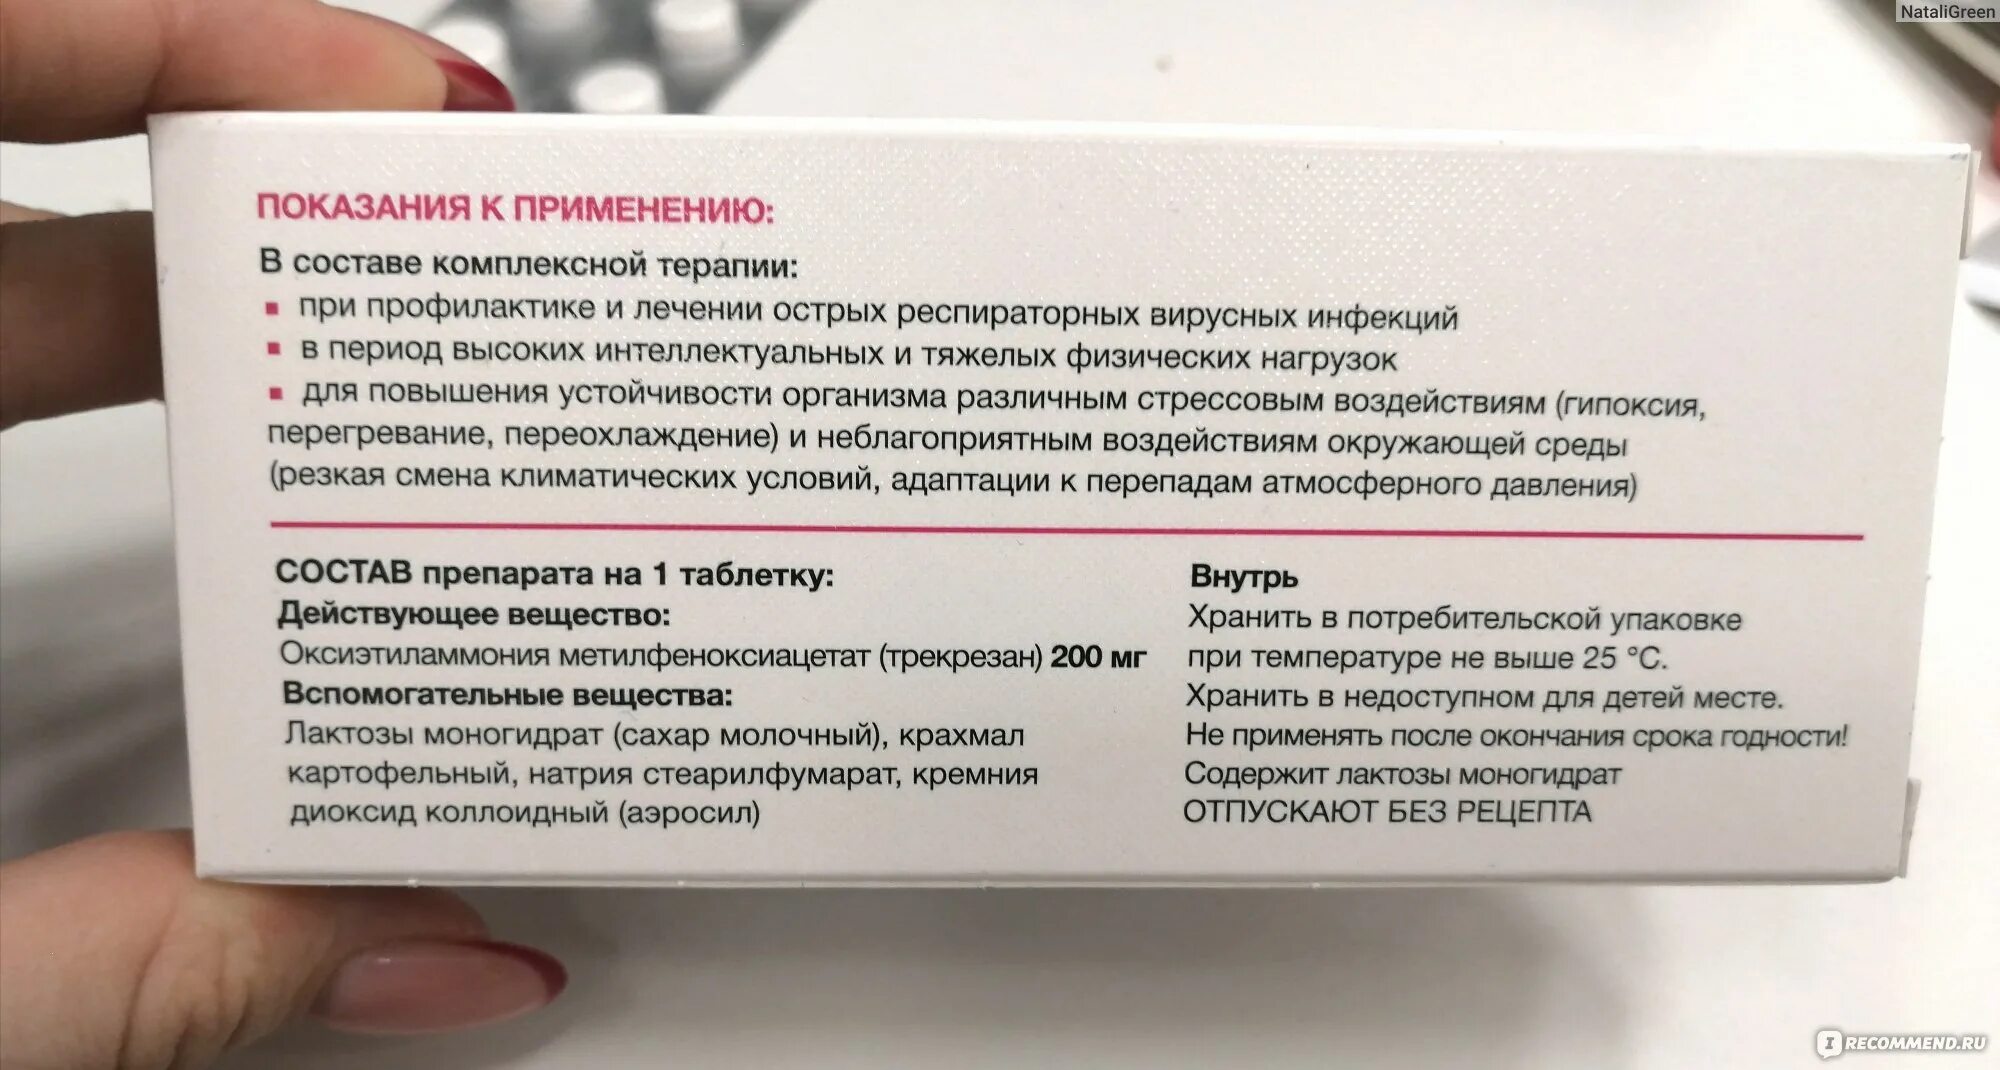 NataliGreen
ПОКАЗАНИЯ К ПРИМЕНЕНИЮ:
В составе комплексной терапии:
▪ при профилактике и лечении острых респираторных вирусных инфекций
▪ в период высоких интеллектуальных и тяжелых физических нагрузок
▪ для повышения устойчивости организма различным стрессовым воздействиям (гипоксия,
перегревание, переохлаждение) и неблагоприятным воздействиям окружающей среды
(резкая смена климатических условий, адаптации к перепадам атмосферного давления)
СОСТАВ препарата на 1 таблетку:
Действующее вещество:
Оксиэтиламмония метилфеноксиацетат (трекрезан) 200 мг
Вспомогательные вещества:
Лактозы моногидрат (сахар молочный), крахмал
картофельный, натрия стеарилфумарат, кремния
диоксид коллоидный (аэросил)
Внутрь
Хранить в потребительской упаковке
при температуре не выше 25 °C.
Хранить в недоступном для детей месте.
Не применять после окончания срока годности!
Содержит лактозы моногидрат
ОТПУСКАЮТ БЕЗ РЕЦЕПТА
IRECOMMEND.RU